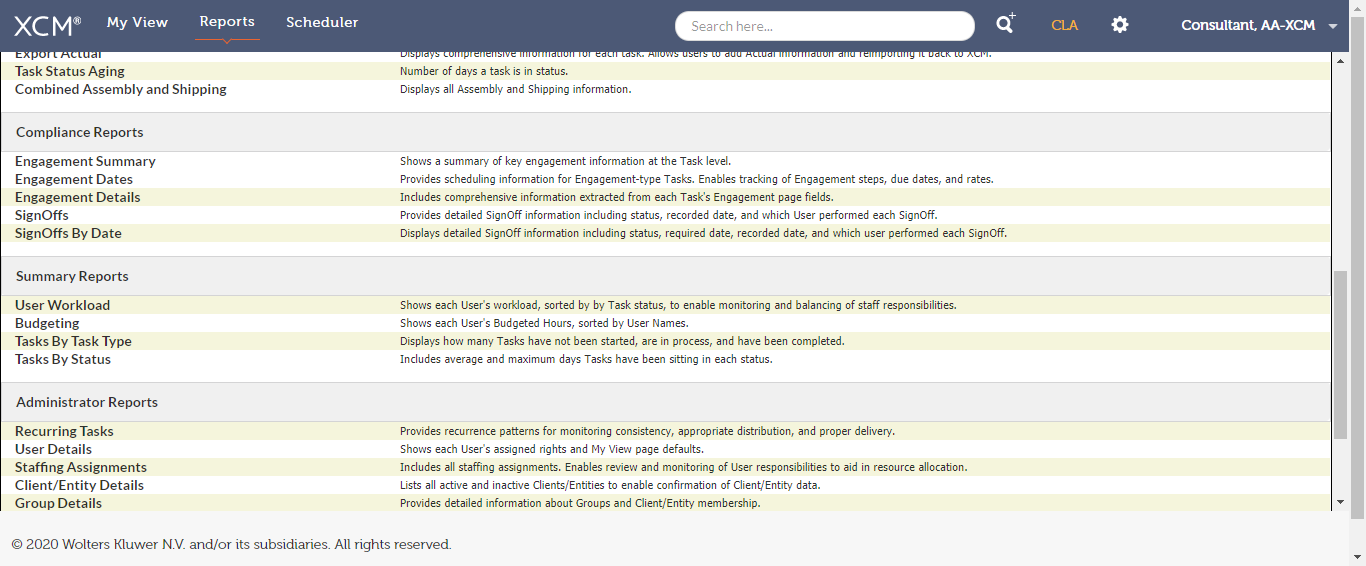 XCM® My View Reports Scheduler Search here... CLA Consultant, AA-XCM
Export Actual Displays comprehensive information for each task. Allows users to add Actual information and reimporting it back to XCM.
Task Status Aging Number of days a task is in status.
Combined Assembly and Shipping Displays all Assembly and Shipping information.
Compliance Reports
Engagement Summary Shows a summary of key engagement information at the Task level.
Engagement Dates Provides scheduling information for Engagement-type Tasks. Enables tracking of Engagement steps, due dates, and rates.
Engagement Details Includes comprehensive information extracted from each Task's Engagement page fields.
SignOffs Provides detailed SignOff information including status, recorded date, and which User performed each SignOff.
SignOffs By Date Displays detailed SignOff information including status, required date, recorded date, and which user performed each SignOff.
Summary Reports
User Workload Shows each User's workload, sorted by by Task status, to enable monitoring and balancing of staff responsibilities.
Budgeting Shows each User's Budgeted Hours, sorted by User Names.
Tasks By Task Type Displays how many Tasks have not been started, are in process, and have been completed.
Tasks By Status Includes average and maximum days Tasks have been sitting in each status.
Administrator Reports
Recurring Tasks Provides recurrence patterns for monitoring consistency, appropriate distribution, and proper delivery.
User Details Shows each User's assigned rights and My View page defaults.
Staffing Assignments Includes all staffing assignments. Enables review and monitoring of User responsibilities to aid in resource allocation.
Client/Entity Details Lists all active and inactive Clients/Entities to enable confirmation of Client/Entity data.
Group Details Provides detailed information about Groups and Client/Entity membership.
© 2020 Wolters Kluwer N.V. and/or its subsidiaries. All rights reserved.